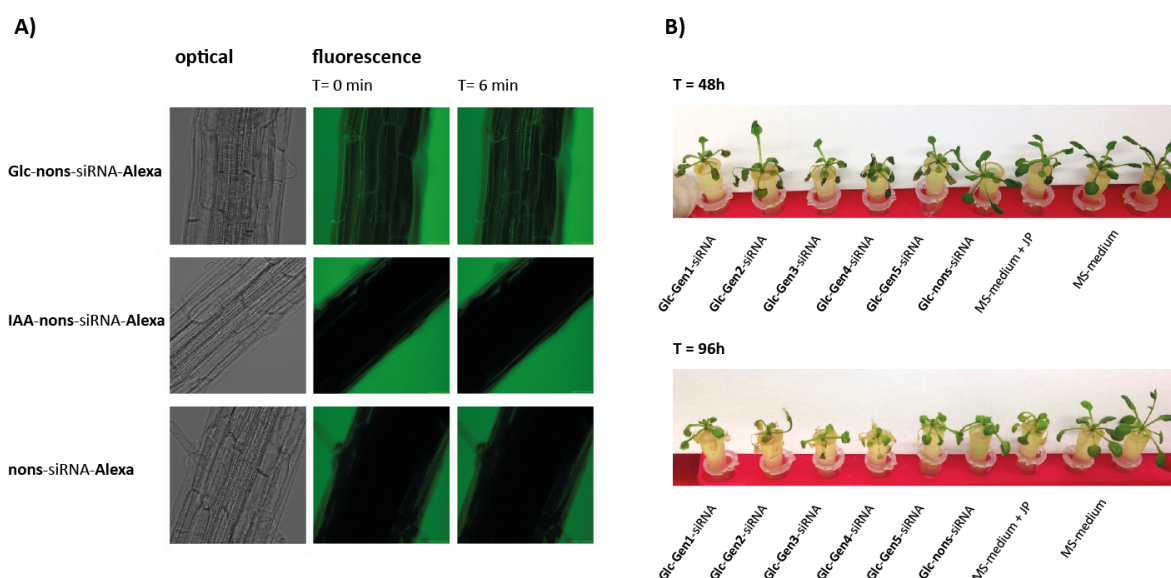 A)
optical
fluorescence
T= 0 min
T= 6 min
Glc-nons-siRNA-Alexa
IAA-nons-siRNA-Alexa
nons-siRNA-Alexa
B)
T = 48h
Glc-Gen1-siRNA
Glc-Gen2-siRNA
Glc-Gen3-siRNA
Glc-Gen4-siRNA
Glc-Gen5-siRNA
Glc-nons-siRNA
MS-medium + JP
MS-medium
T = 96h
Glc-Gen1-siRNA
Glc-Gen2-siRNA
Glc-Gen3-siRNA
Glc-Gen4-siRNA
Glc-Gen5-siRNA
Glc-nons-siRNA
MS-medium + JP
MS-medium